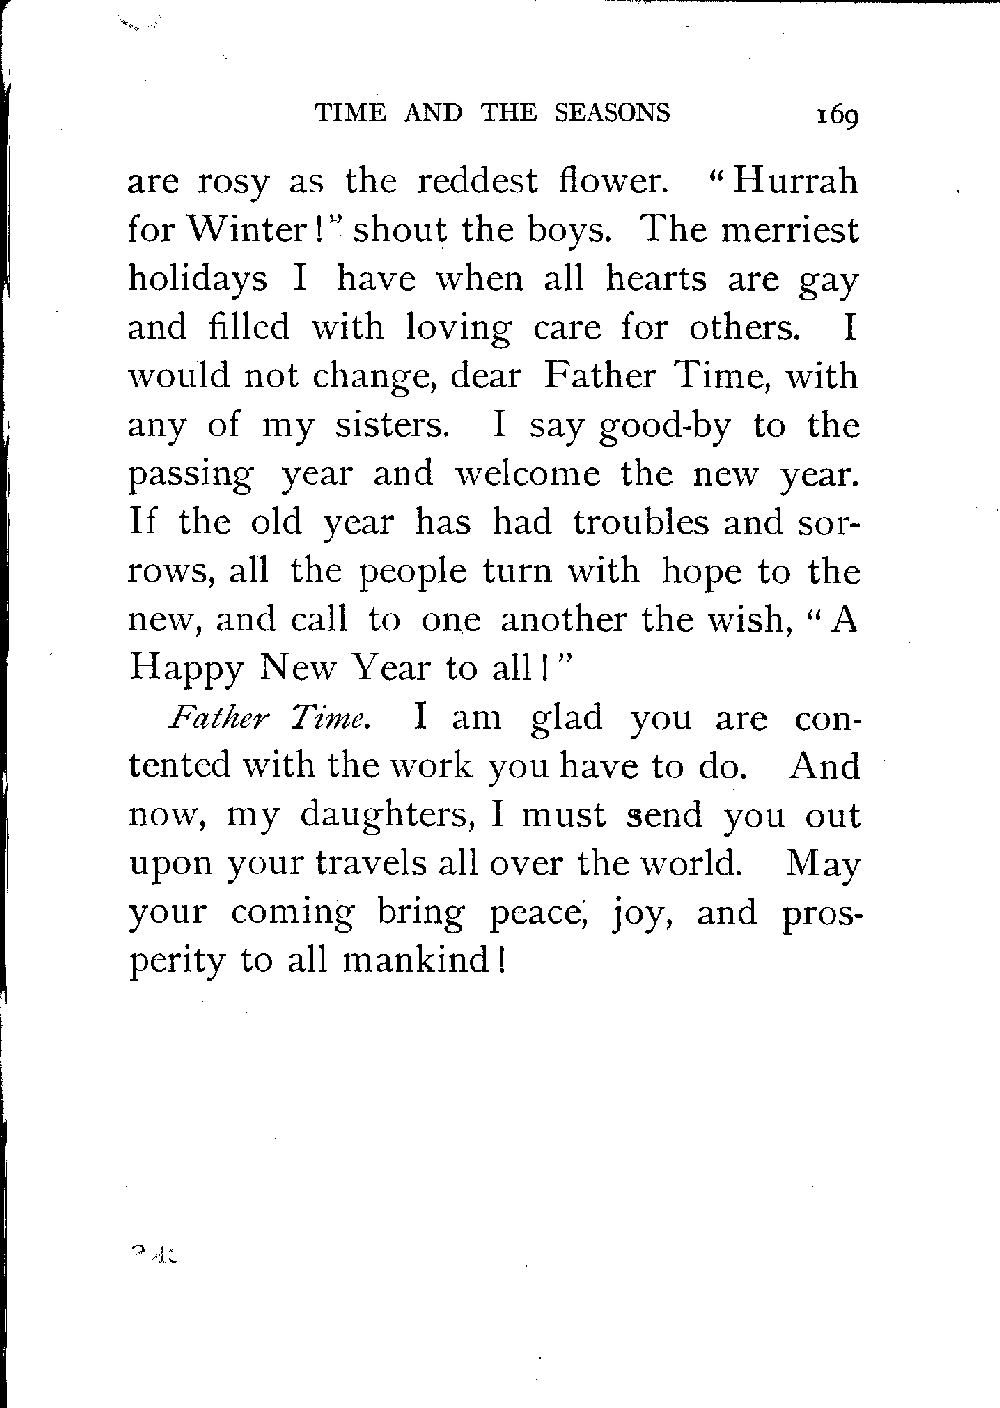 TIME AND THE SEASONS 169
are rosy as the reddest flower. "Hurrah
for Winter!" shout the boys. The merriest
holidays I have when all hearts are gay
and filled with loving care for others. I
would not change, dear Father Time, with
any of my sisters. I say good-by to the
passing year and welcome the new year.
If the old year has had troubles and sor-
rows, all the people turn with hope to the
new, and call to one another the wish, "A
Happy New Year to all!"
Father Time. I am glad you are con-
tented with the work you have to do. And
now, my daughters, I must send you out
upon your travels all over the world. May
your coming bring peace, joy, and pros-
perity to all mankind!